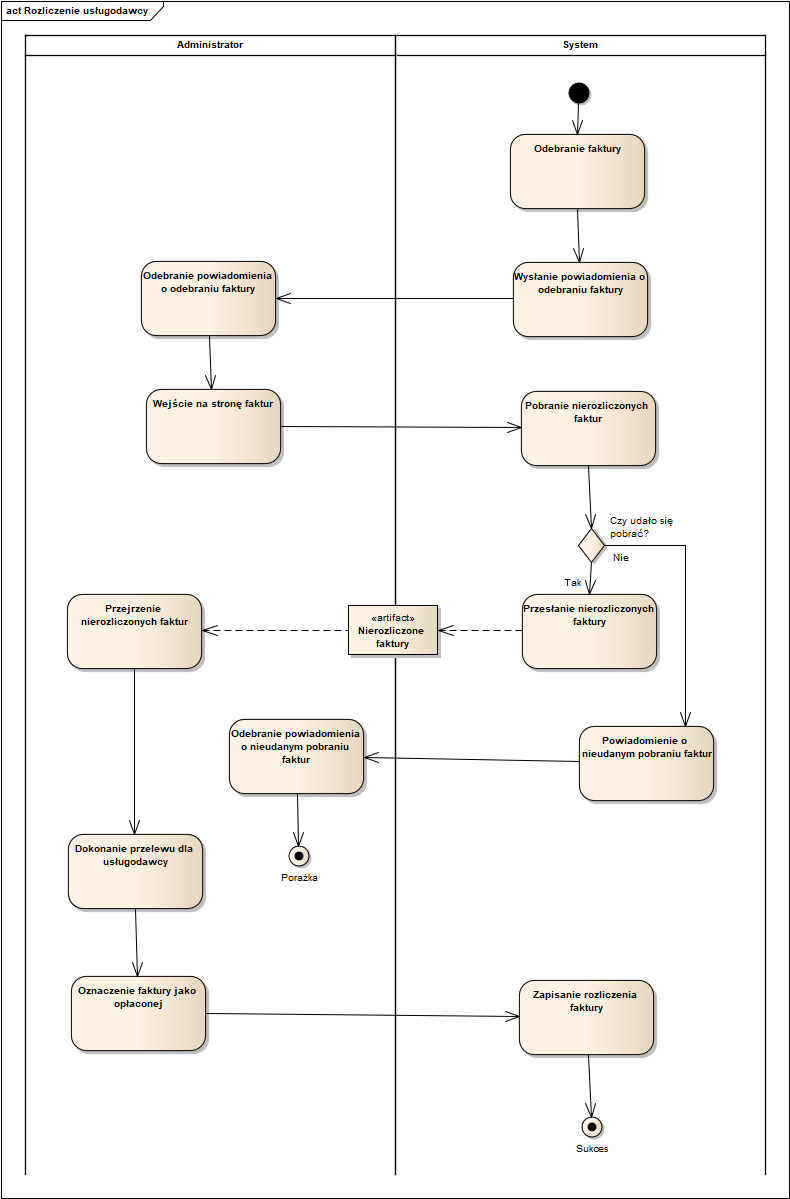 act Rozliczenie usługodawcy
Administrator
System
Odebranie faktury
Odebranie powiadomienia
o odebraniu faktury
Wysłanie powiadomienia o
odebraniu faktury
Wejście na stronę faktur
Pobranie nierozliczonych
faktur
Czy udało się
pobrać?
Nie
Tak
Przejrzenie
nierozliczonych faktur
«artifact»
Nierozliczone
faktury
Przesłanie nierozliczonych
faktury
Odebranie powiadomienia
o nieudanym pobraniu
faktur
Powiadomienie o
nieudanym pobraniu faktur
Porażka
Dokonanie przelewu dla
usługodawcy
Oznaczenie faktury jako
opłaconej
Zapisanie rozliczenia
faktury
Sukces